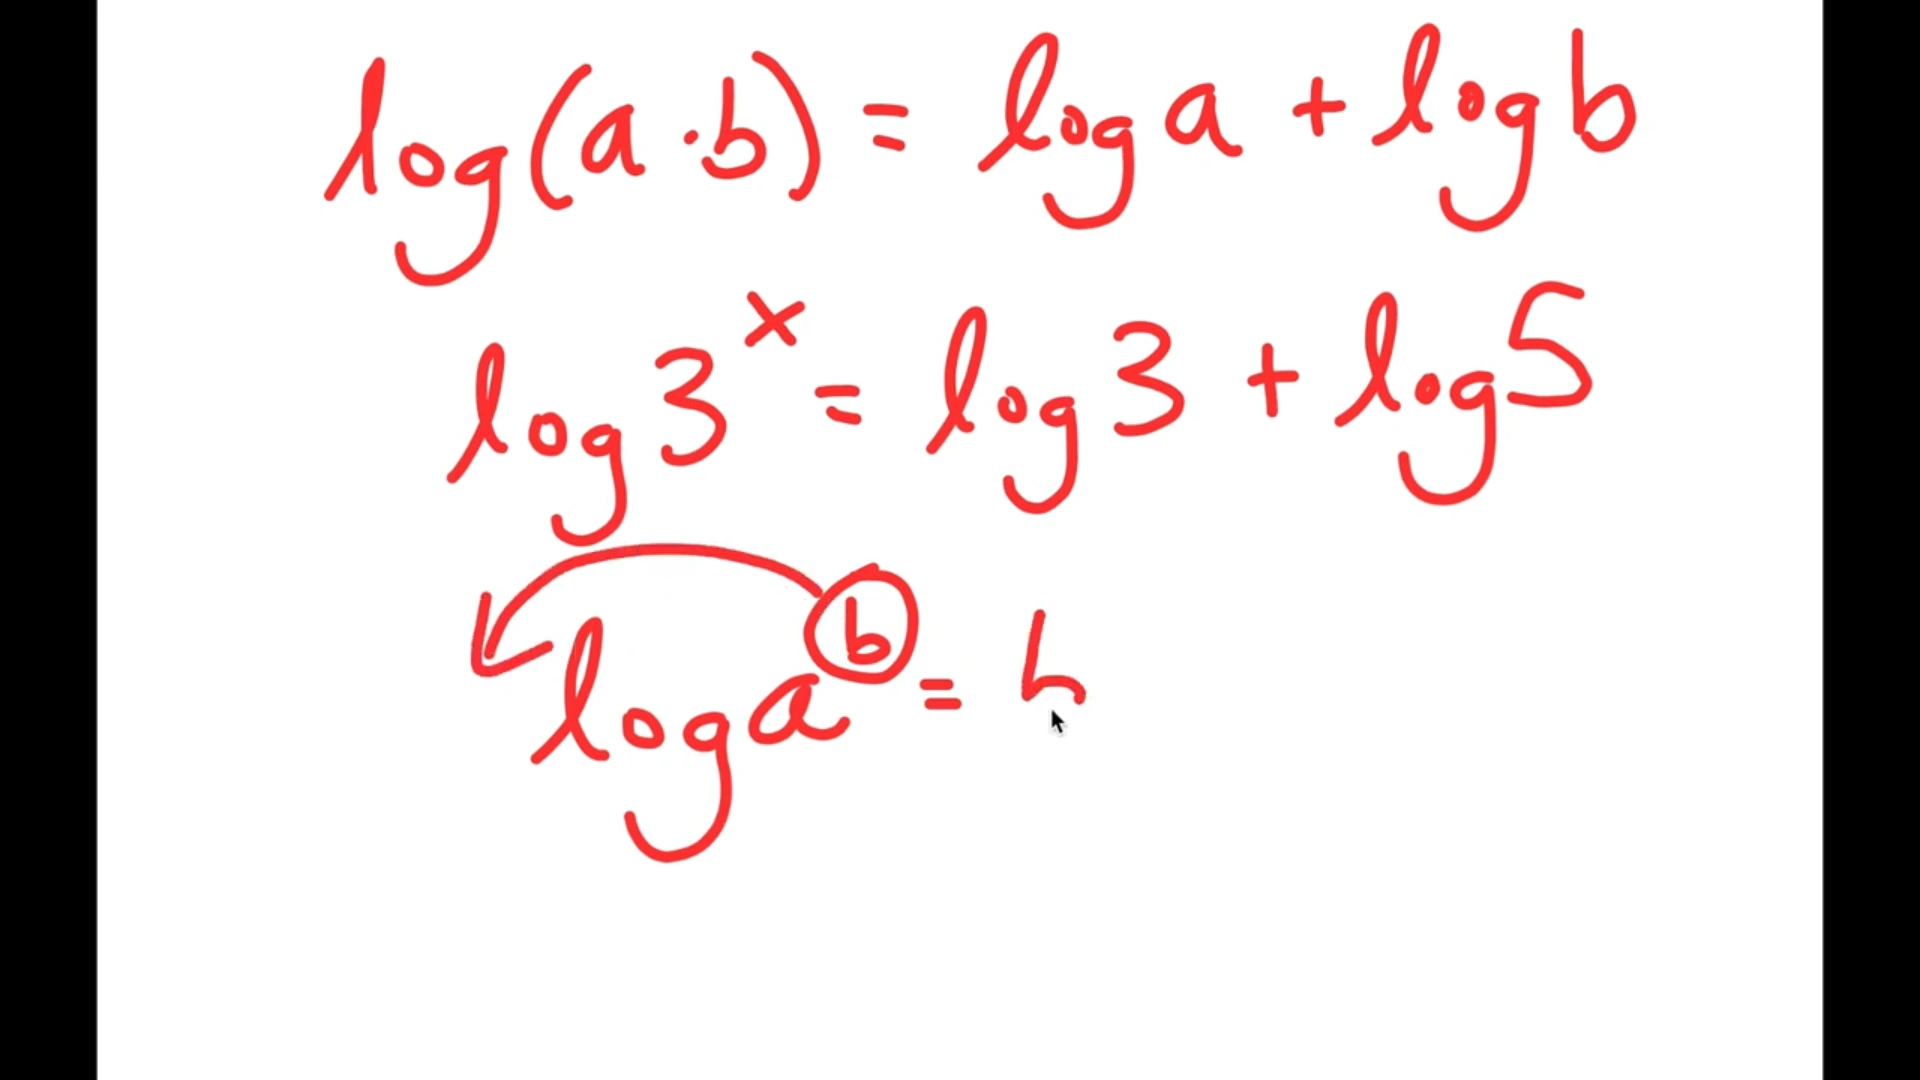 log(a·b) = log a + log b
log 3^x = log 3 + log 5
log a^b =